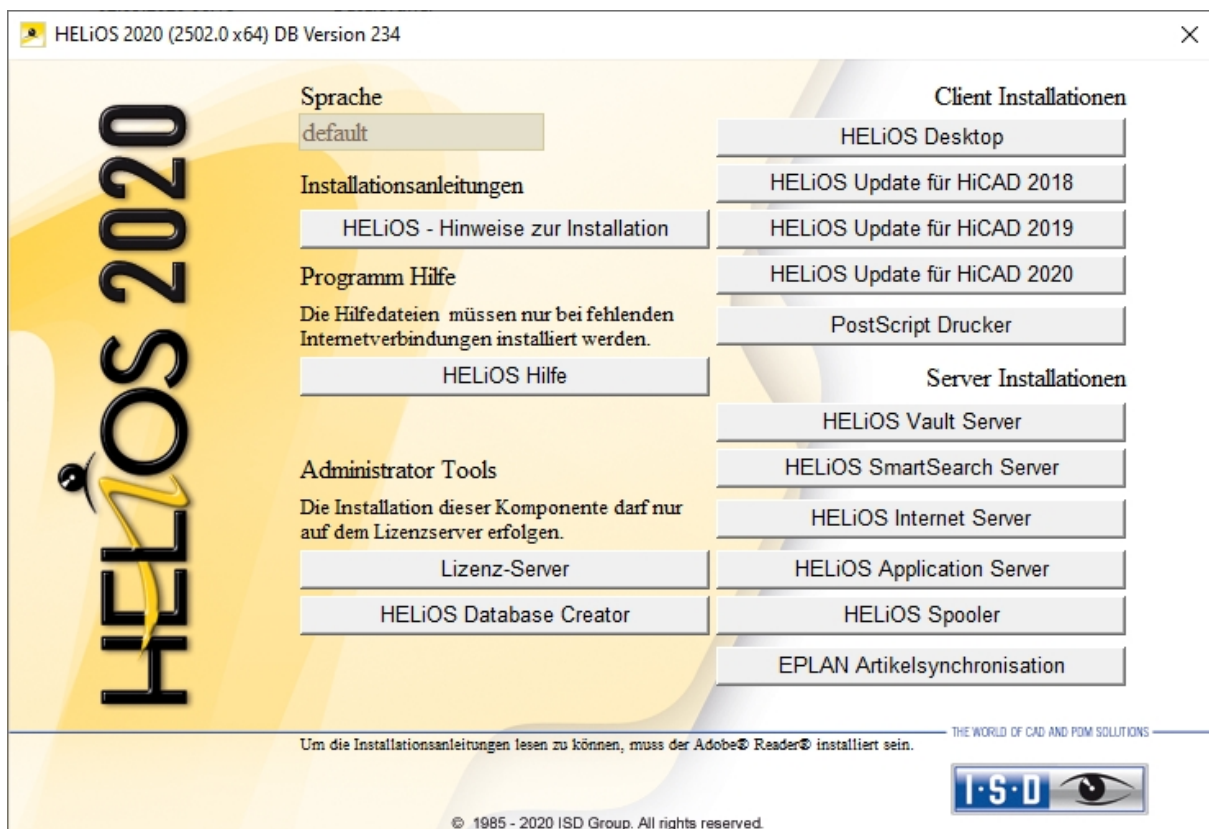 HELiOS 2020 (2502.0 x64) DB Version 234
HELiOS 2020
Sprache
default
Installationsanleitungen
HELiOS - Hinweise zur Installation
Programm Hilfe
Die Hilfedateien müssen nur bei fehlenden
Internetverbindungen installiert werden.
HELiOS Hilfe
Administrator Tools
Die Installation dieser Komponente darf nur
auf dem Lizenzserver erfolgen.
Lizenz-Server
HELiOS Database Creator
Client Installationen
HELiOS Desktop
HELiOS Update für HiCAD 2018
HELiOS Update für HiCAD 2019
HELiOS Update für HiCAD 2020
PostScript Drucker
Server Installationen
HELiOS Vault Server
HELiOS SmartSearch Server
HELiOS Internet Server
HELiOS Application Server
HELiOS Spooler
EPLAN Artikelsynchronisation
THE WORLD OF CAD AND PDM SOLUTIONS
Um die Installationsanleitungen lesen zu können, muss der Adobe® Reader® installiert sein.
I·S·D
© 1985 - 2020 ISD Group. All rights reserved.